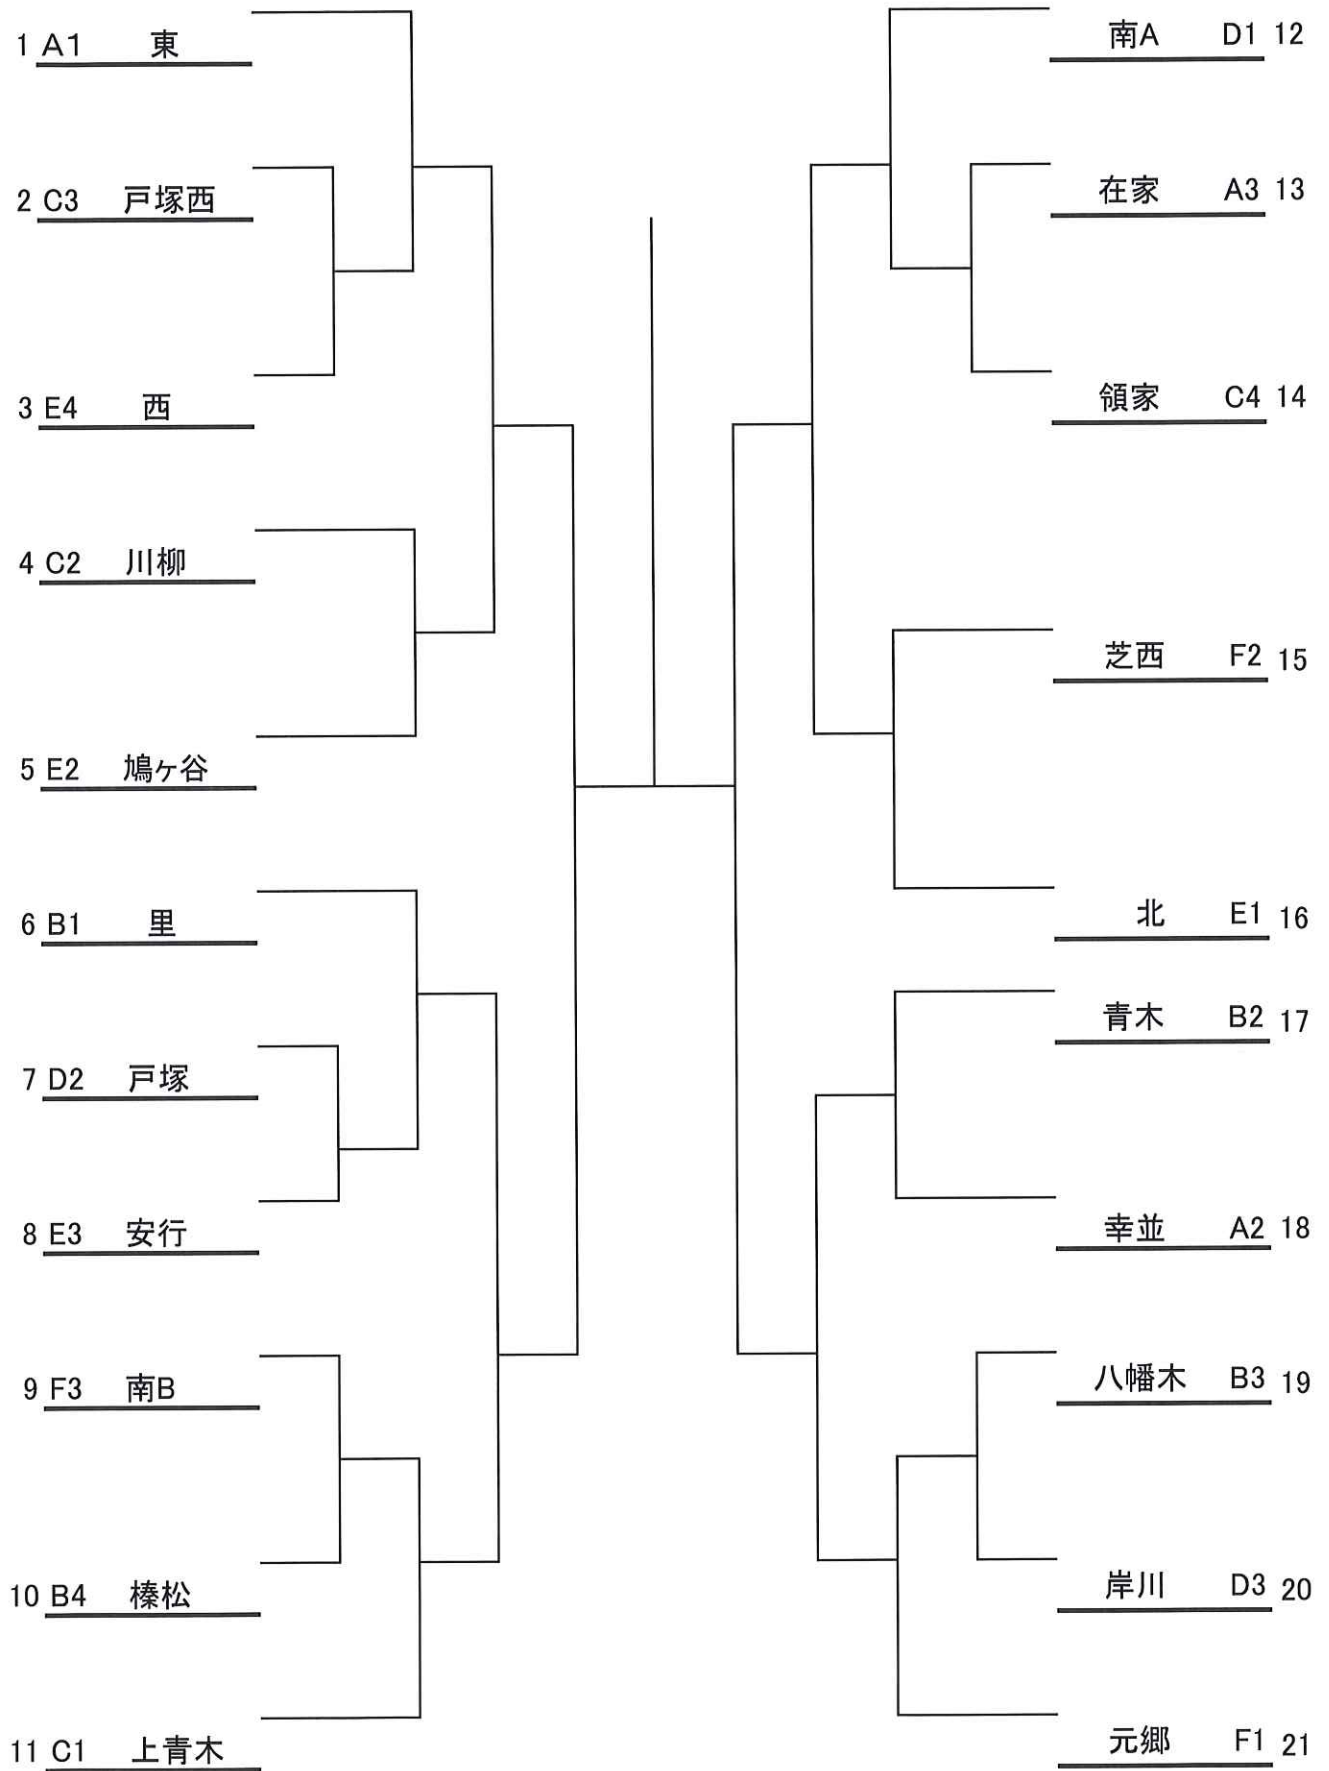 1 A1 東
2 C3 戸塚西
3 E4 西
4 C2 川柳
5 E2 鳩ヶ谷
6 B1 里
7 D2 戸塚
8 E3 安行
9 F3 南B
10 B4 榛松
11 C1 上青木
南A D1 12
在家 A3 13
領家 C4 14
芝西 F2 15
北 E1 16
青木 B2 17
幸並 A2 18
八幡木 B3 19
岸川 D3 20
元郷 F1 21